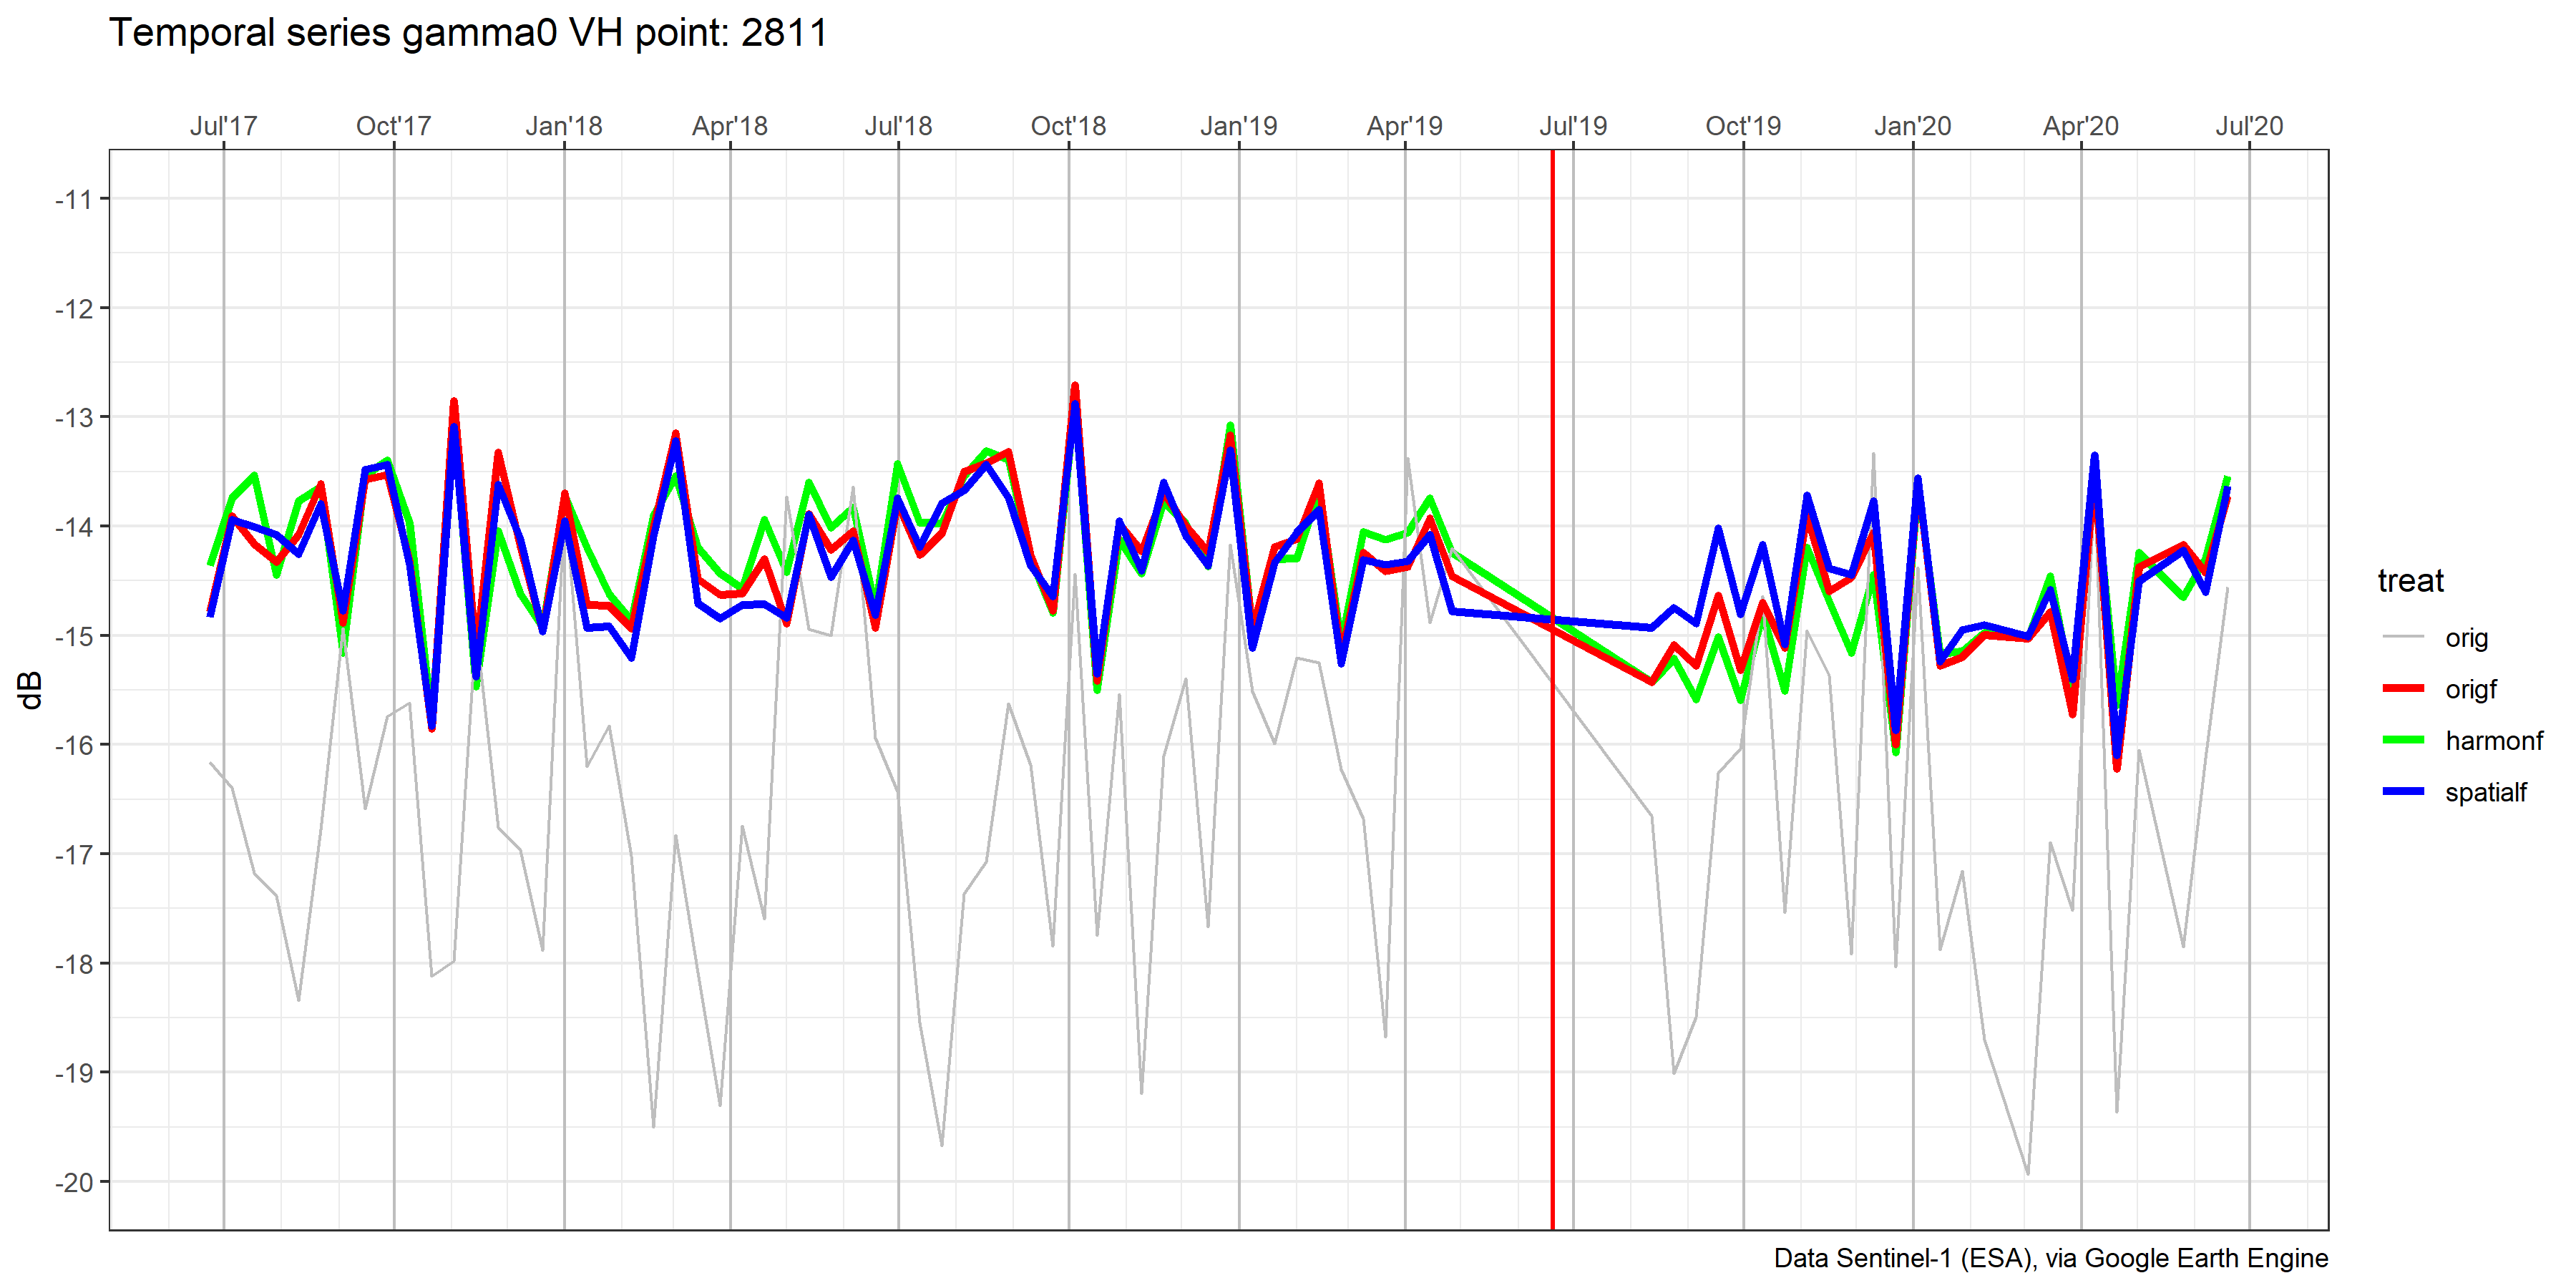 Temporal series gamma0 VH point: 2811
Jul'17 Oct'17 Jan'18 Apr'18 Jul'18 Oct'18 Jan'19 Apr'19 Jul'19 Oct'19 Jan'20 Apr'20 Jul'20
-11
-12
-13
-14
-15
-16
-17
-18
-19
-20
dB
treat
orig
origf
harmonf
spatialf
Data Sentinel-1 (ESA), via Google Earth Engine